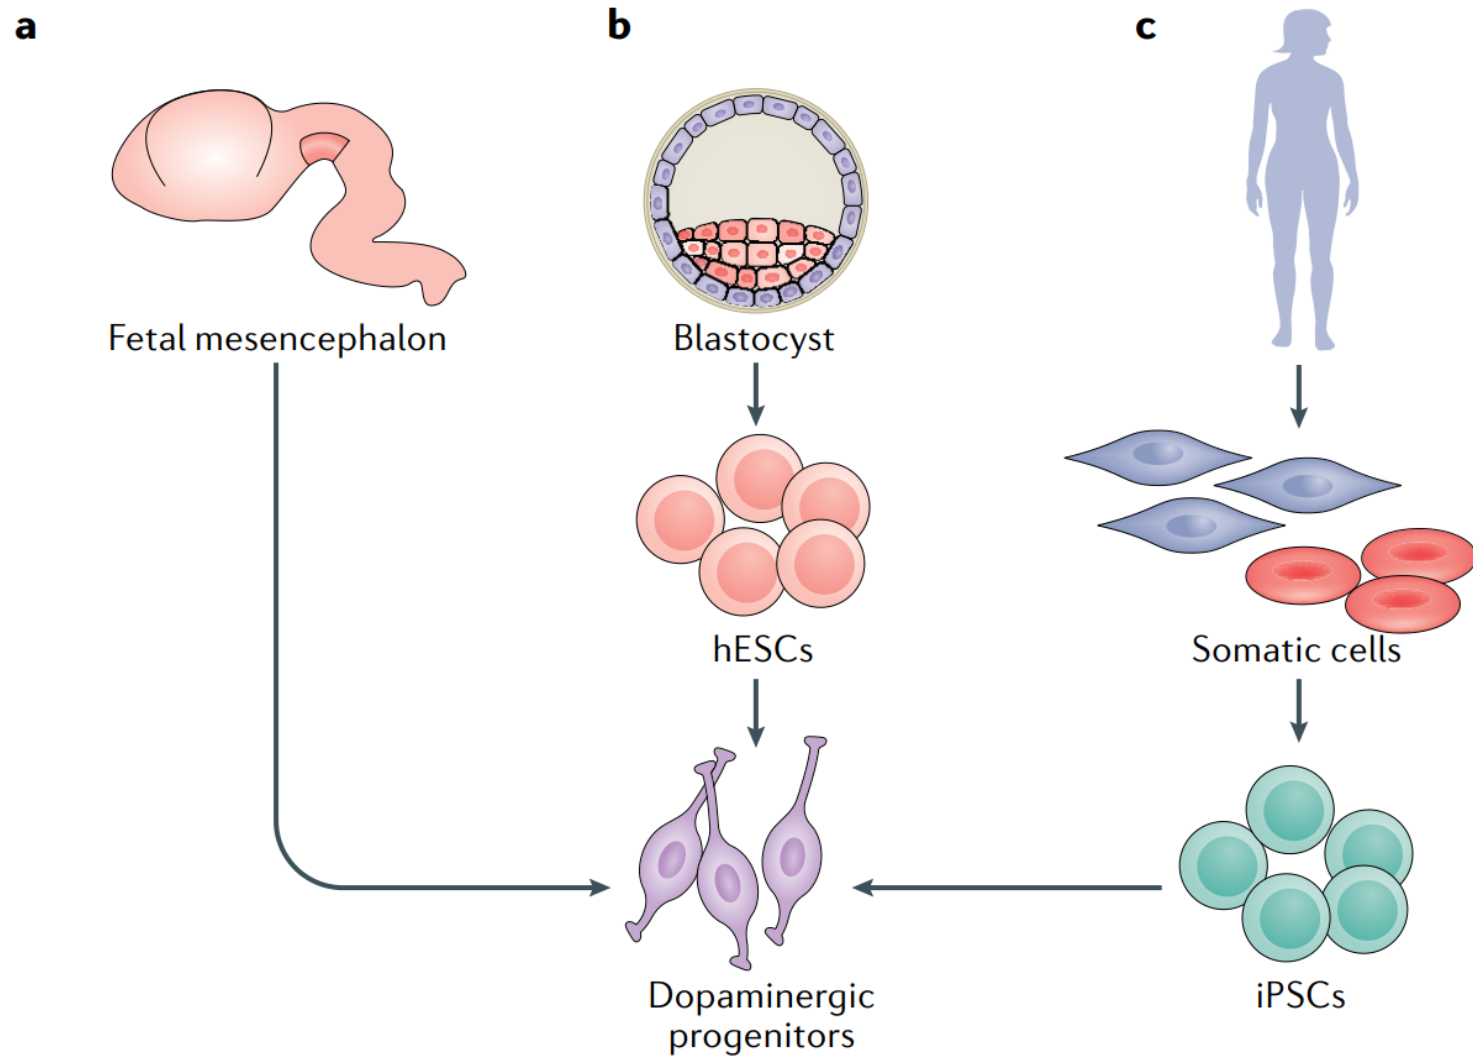 a
b
c
Fetal mesencephalon
Blastocyst
hESCs
Somatic cells
Dopaminergic
progenitors
iPSCs